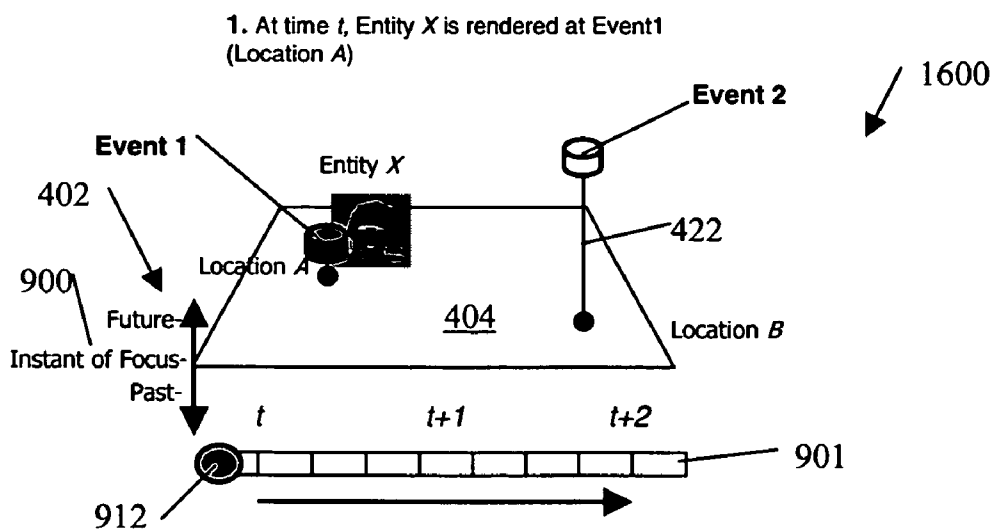 1. At time t, Entity X is rendered at Event1
(Location A)
1600
Event 2
Event 1
Entity X
402
422
Location A
900
Future-
404
Location B
Instant of Focus-
Past-
t
t+1
t+2
901
912